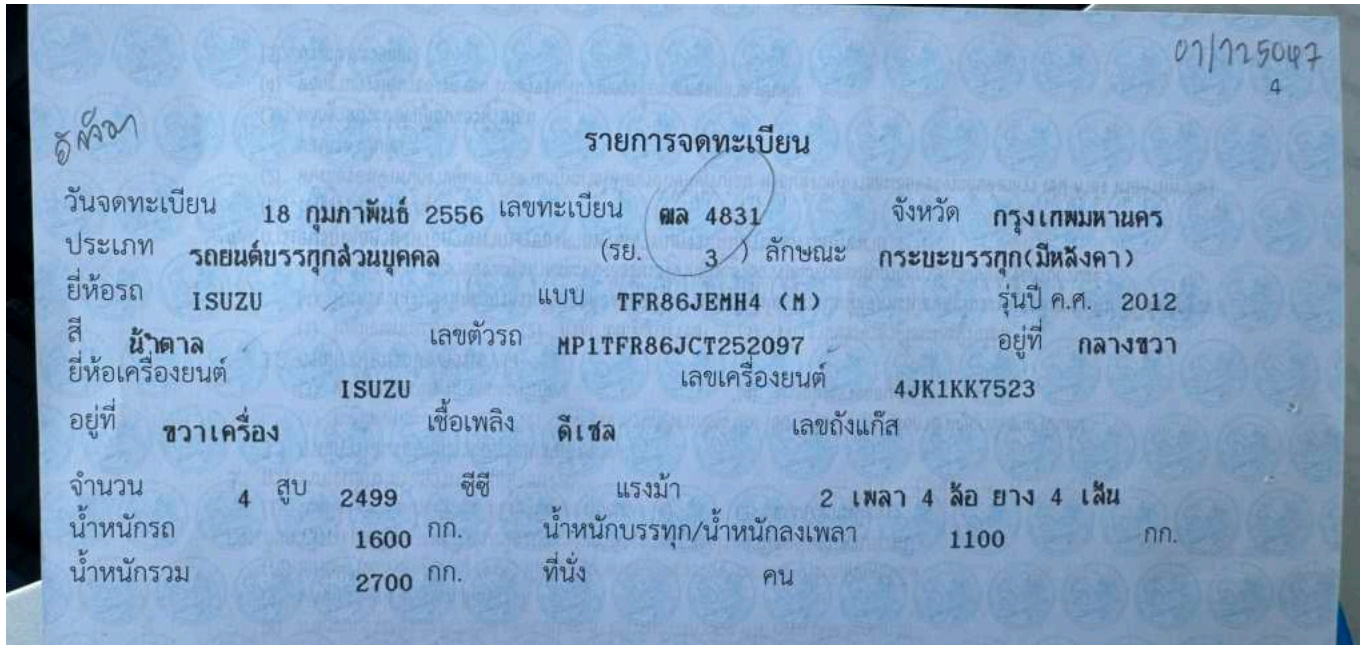 01/125047
4
รายการจดทะเบียน
วันจดทะเบียน 18 กุมภาพันธ์ 2556 เลขทะเบียน ฒล 4831 จังหวัด กรุงเทพมหานคร
ประเภท รถยนต์บรรทุกส่วนบุคคล (รย. 3 ) ลักษณะ กระบะบรรทุก(มีหลังคา)
ยี่ห้อรถ ISUZU แบบ TFR86JEMH4 (M) รุ่นปี ค.ศ. 2012
สี น้ำตาล เลขตัวรถ MP1TFR86JCT252097 อยู่ที่ กลางขวา
ยี่ห้อเครื่องยนต์ ISUZU เลขเครื่องยนต์ 4JK1KK7523
อยู่ที่ ขวาเครื่อง เชื้อเพลิง ดีเซล เลขถังแก๊ส
จำนวน 4 สูบ 2499 ซีซี แรงม้า 2 เพลา 4 ล้อ ยาง 4 เส้น
น้ำหนักรถ 1600 กก. น้ำหนักบรรทุก/น้ำหนักลงเพลา 1100 กก.
น้ำหนักรวม 2700 กก. ที่นั่ง คน